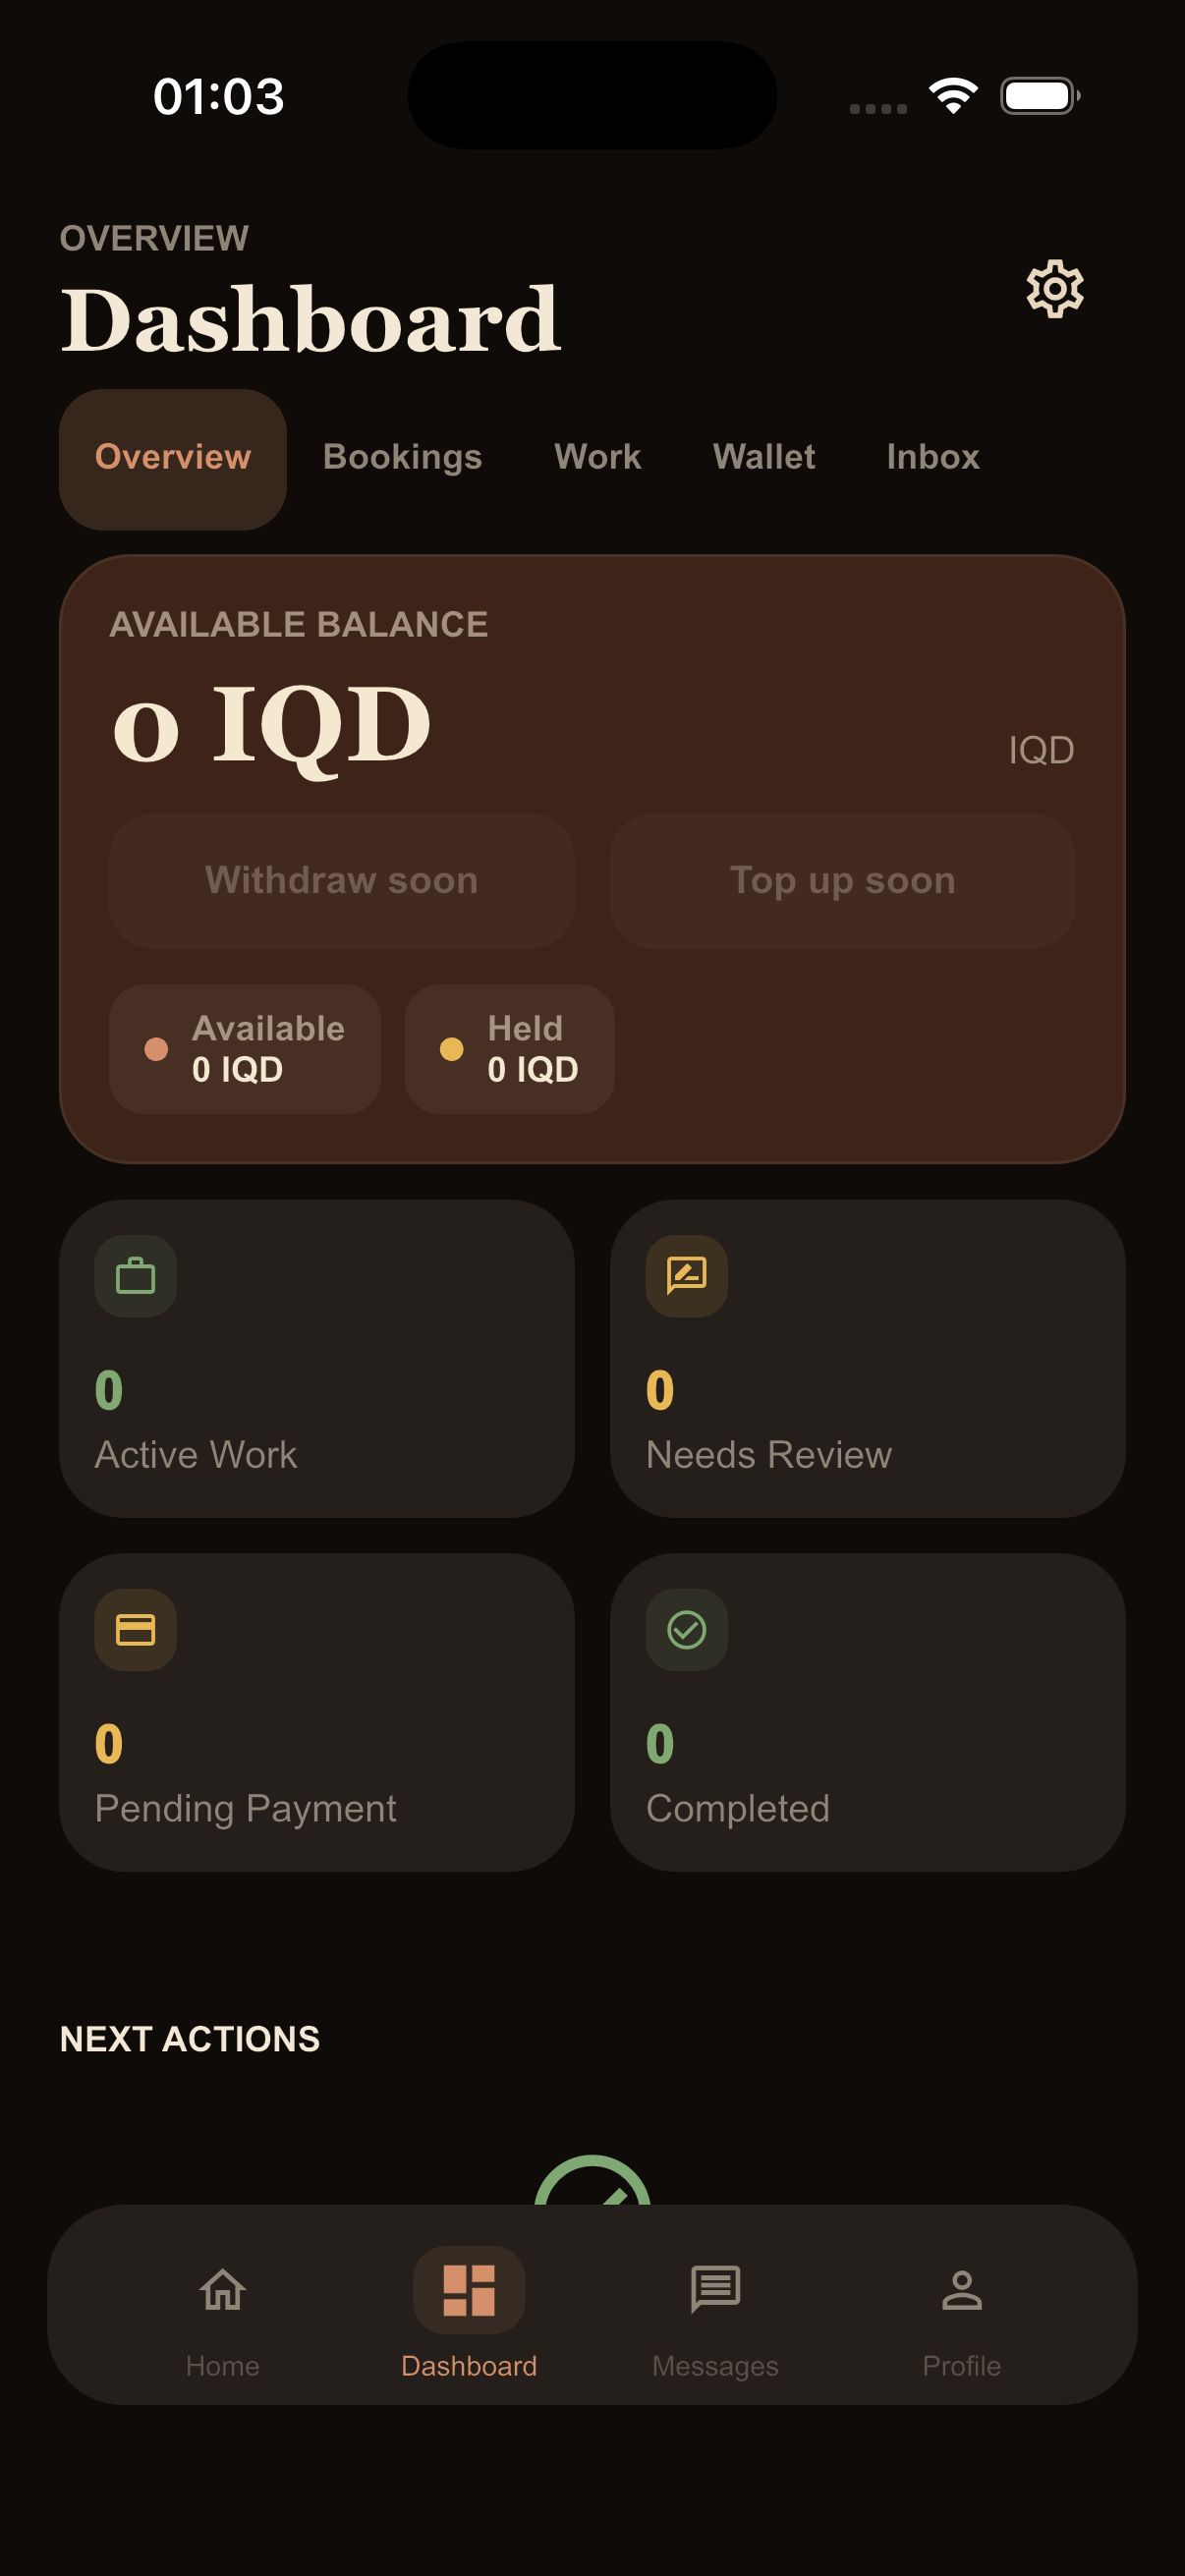 01:03
OVERVIEW
Dashboard
Overview Bookings Work Wallet Inbox
AVAILABLE BALANCE
0 IQD
IQD
Withdraw soon Top up soon
Available
0 IQD
Held
0 IQD
0
Active Work
0
Needs Review
0
Pending Payment
0
Completed
NEXT ACTIONS
Home Dashboard Messages Profile